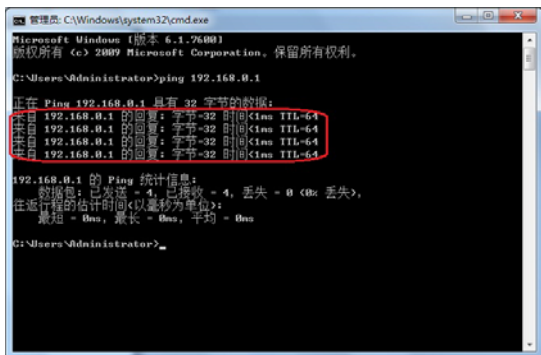 管理员: C:\Windows\system32\cmd.exe
Microsoft Windows [版本 6.1.7600]
版权所有 (c) 2009 Microsoft Corporation。保留所有权利。
C:\Users\Administrator>ping 192.168.0.1
正在 Ping 192.168.0.1 具有 32 字节的数据:
来自 192.168.0.1 的回复: 字节=32 时间<1ms TTL=64
来自 192.168.0.1 的回复: 字节=32 时间<1ms TTL=64
来自 192.168.0.1 的回复: 字节=32 时间<1ms TTL=64
来自 192.168.0.1 的回复: 字节=32 时间<1ms TTL=64
192.168.0.1 的 Ping 统计信息:
数据包: 已发送 = 4，已接收 = 4，丢失 = 0 (0% 丢失)，
往返行程的估计时间(以毫秒为单位):
最短 = 0ms，最长 = 0ms，平均 = 0ms
C:\Users\Administrator>_